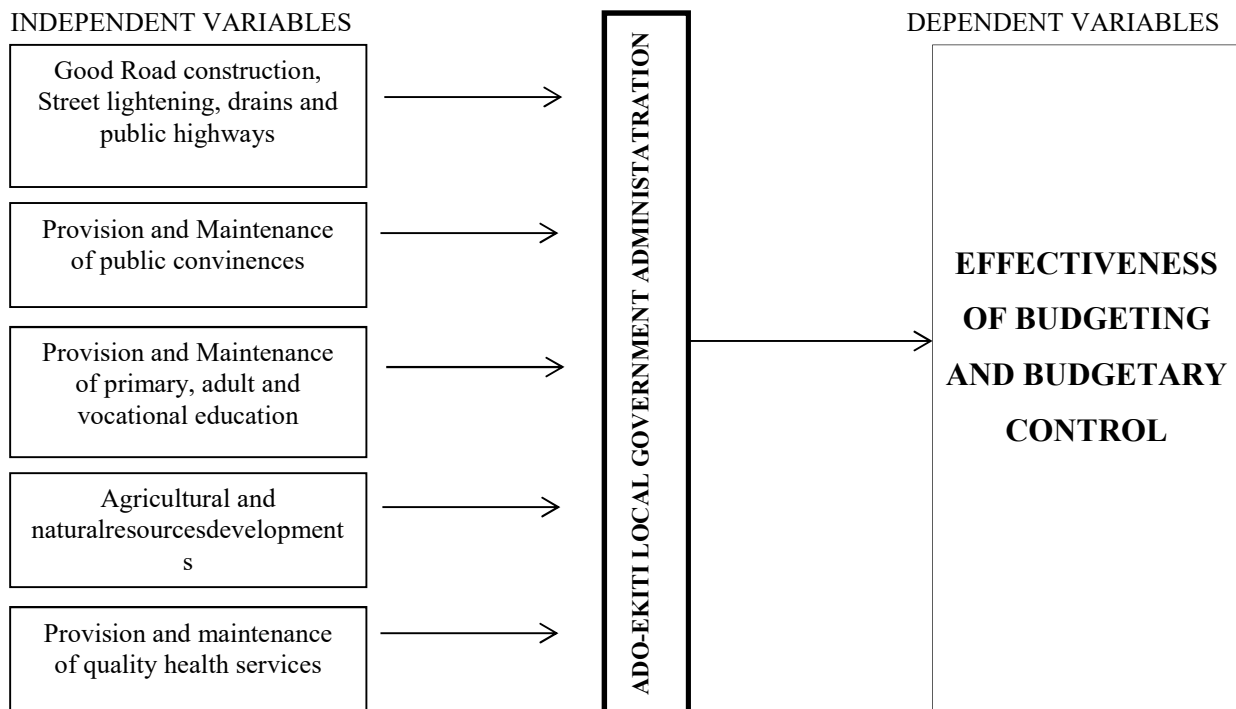 INDEPENDENT VARIABLES
Good Road construction,
Street lightening, drains and
public highways
Provision and Maintenance
of public convinences
Provision and Maintenance
of primary, adult and
vocational education
Agricultural and
naturalresourcesdevelopment
s
Provision and maintenance
of quality health services
ADO-EKITI LOCAL GOVERNMENT ADMINISTATRATION
DEPENDENT VARIABLES
EFFECTIVENESS
OF BUDGETING
AND BUDGETARY
CONTROL